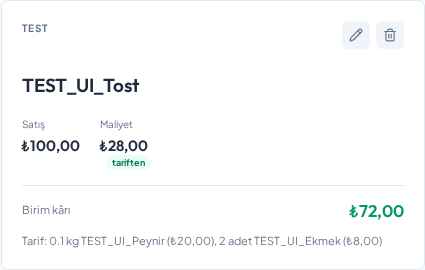 TEST
TEST_UI_Tost
Satış Maliyet
₺100,00 ₺28,00
tariften
Birim kârı ₺72,00
Tarif: 0.1 kg TEST_UI_Peynir (₺20,00), 2 adet TEST_UI_Ekmek (₺8,00)